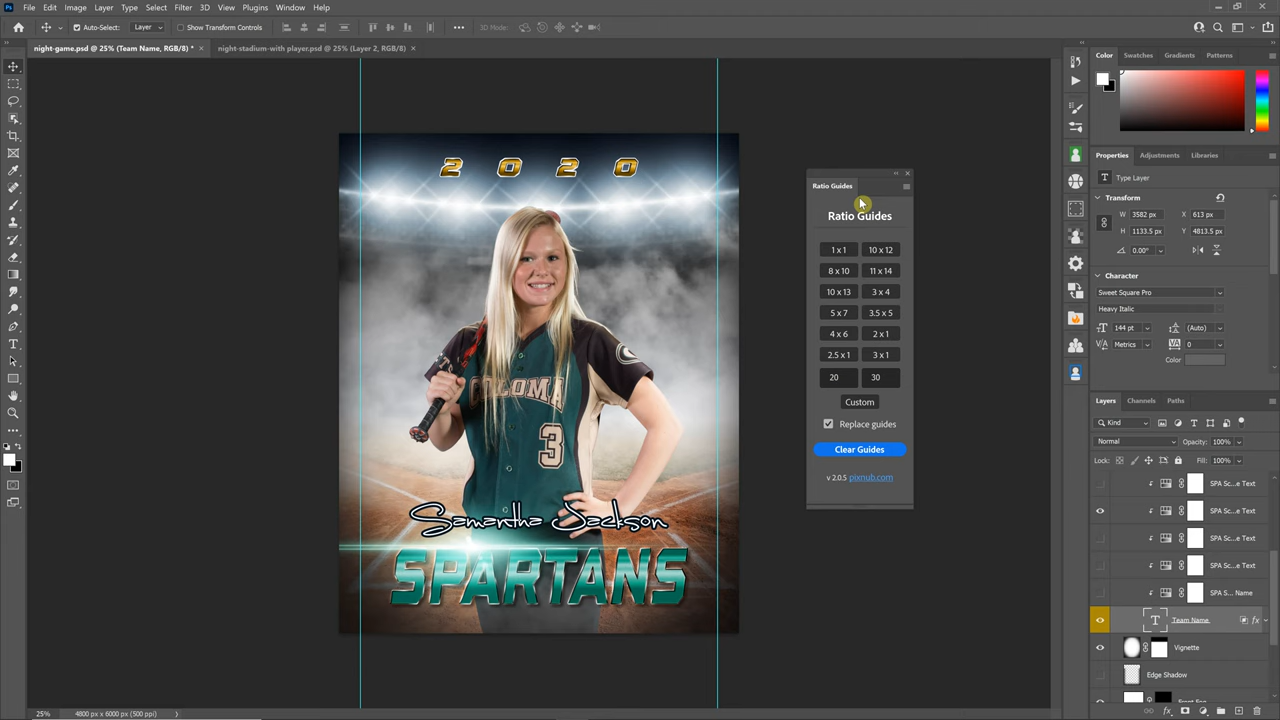 Ps File Edit Image Layer Type Select Filter 3D View Plugins Window Help
Auto-Select: Layer Show Transform Controls 3D Mode:
night-game.psd @ 25% (Team Name, RGB/8) * × night-stadium-with player.psd @ 25% (Layer 2, RGB/8) ×
2 0 2 0
COLOMA
3
Samantha Jackson
SPARTANS
Ratio Guides
Ratio Guides
1 x 1 10 x 12
8 x 10 11 x 14
10 x 13 3 x 4
5 x 7 3.5 x 5
4 x 6 2 x 1
2.5 x 1 3 x 1
20 30
Custom
Replace guides
Clear Guides
v 2.0.5 pixnub.com
Color Swatches Gradients Patterns
Properties Adjustments Libraries
T Type Layer
Transform
W 3582 px X 613 px
H 1133.5 px Y 4813.5 px
0.00°
Character
Sweet Square Pro
Heavy Italic
144 pt (Auto)
Metrics 0
Color
Layers Channels Paths
Kind
Normal Opacity: 100%
Lock: Fill: 100%
SPA Sc...e Text
SPA Sc...e Text
SPA Sc...e Text
SPA Sc...e Text
SPA S... Name
T Team Name fx
Vignette
Edge Shadow
Front Fog
25% 4800 px x 6000 px (500 ppi)